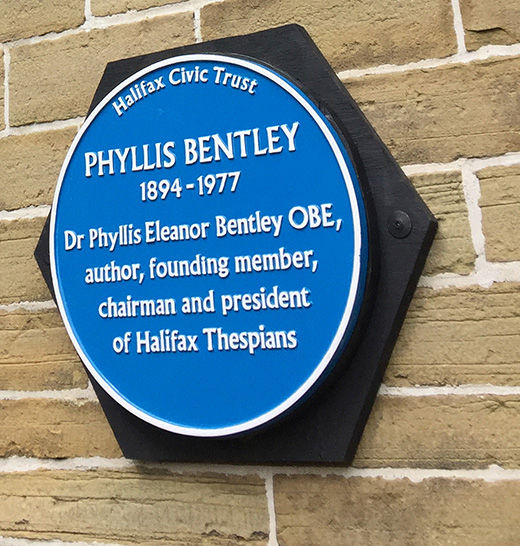 Halifax Civic Trust
PHYLLIS BENTLEY
1894-1977
Dr Phyllis Eleanor Bentley OBE,
author, founding member,
chairman and president
of Halifax Thespians